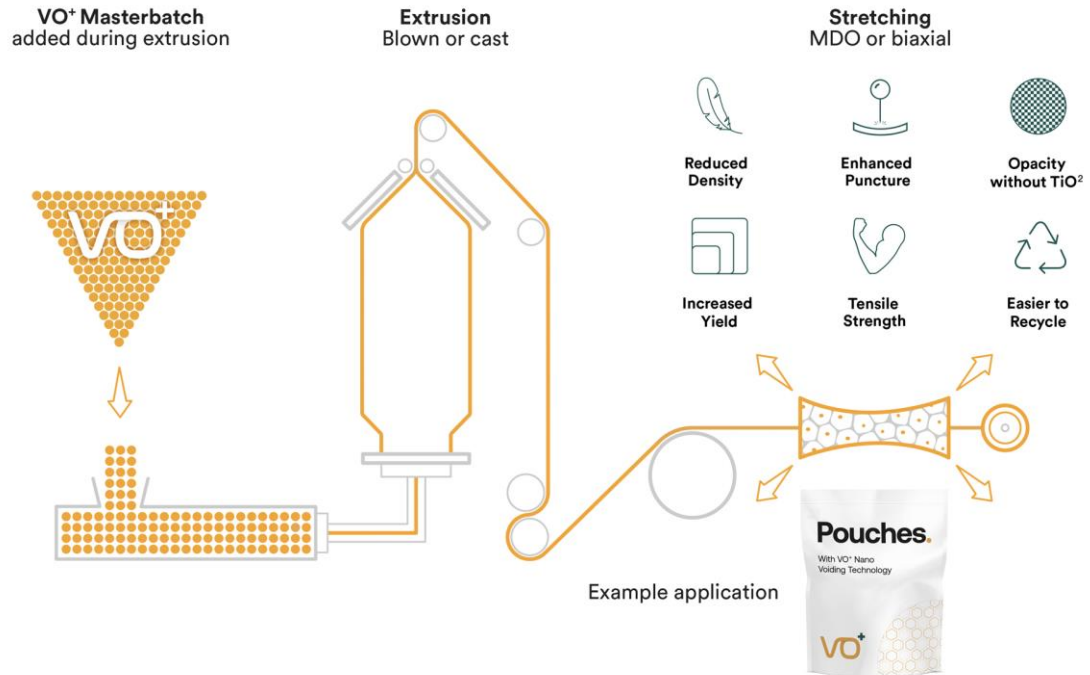 VO⁺ Masterbatch
added during extrusion
Extrusion
Blown or cast
Stretching
MDO or biaxial
VO⁺
Reduced
Density
Enhanced
Puncture
Opacity
without TiO²
Increased
Yield
Tensile
Strength
Easier to
Recycle
Example application
Pouches.
With VO⁺ Nano
Voiding Technology
VO⁺